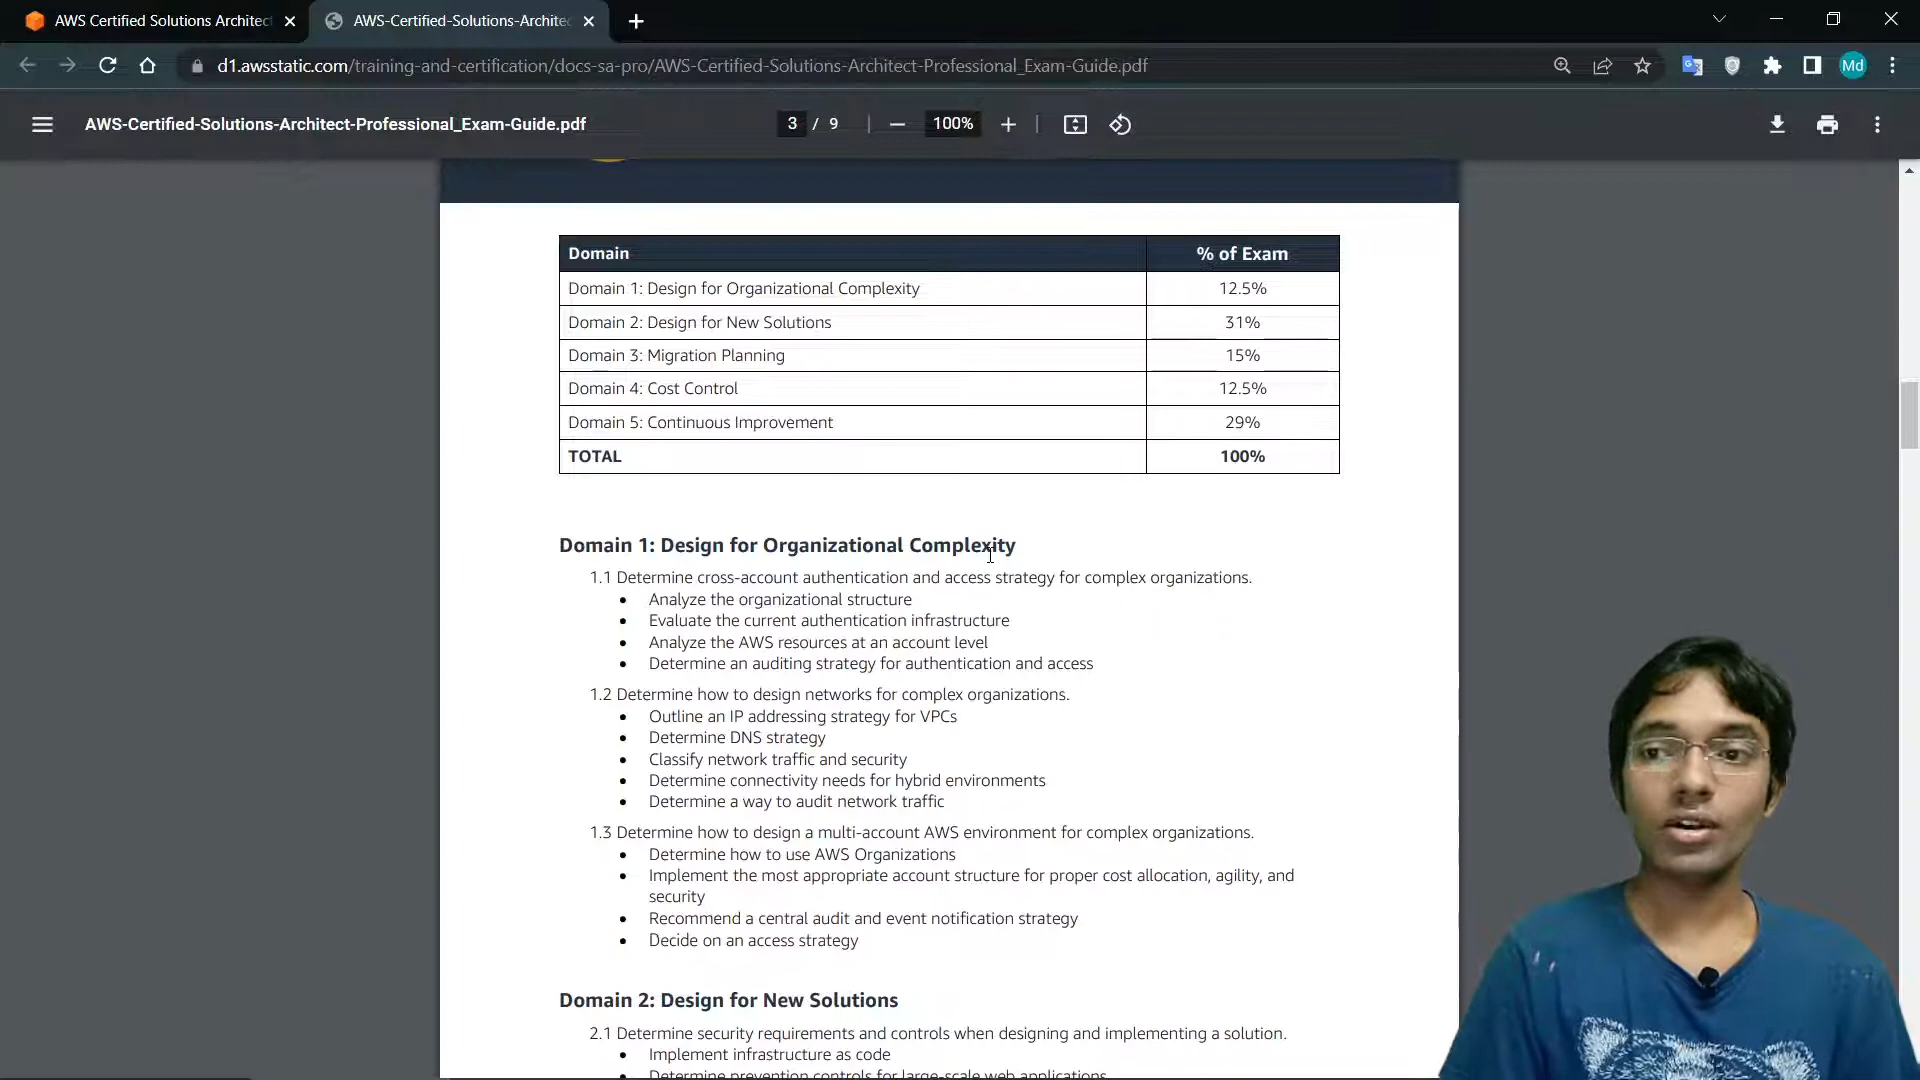 AWS Certified Solutions Architec
AWS-Certified-Solutions-Archite
d1.awsstatic.com/training-and-certification/docs-sa-pro/AWS-Certified-Solutions-Architect-Professional_Exam-Guide.pdf
Md
AWS-Certified-Solutions-Architect-Professional_Exam-Guide.pdf
3 / 9
100%
Domain % of Exam
Domain 1: Design for Organizational Complexity 12.5%
Domain 2: Design for New Solutions 31%
Domain 3: Migration Planning 15%
Domain 4: Cost Control 12.5%
Domain 5: Continuous Improvement 29%
TOTAL 100%
Domain 1: Design for Organizational Complexity
1.1 Determine cross-account authentication and access strategy for complex organizations.
• Analyze the organizational structure
• Evaluate the current authentication infrastructure
• Analyze the AWS resources at an account level
• Determine an auditing strategy for authentication and access
1.2 Determine how to design networks for complex organizations.
• Outline an IP addressing strategy for VPCs
• Determine DNS strategy
• Classify network traffic and security
• Determine connectivity needs for hybrid environments
• Determine a way to audit network traffic
1.3 Determine how to design a multi-account AWS environment for complex organizations.
• Determine how to use AWS Organizations
• Implement the most appropriate account structure for proper cost allocation, agility, and
security
• Recommend a central audit and event notification strategy
• Decide on an access strategy
Domain 2: Design for New Solutions
2.1 Determine security requirements and controls when designing and implementing a solution.
• Implement infrastructure as code
• Determine prevention controls for large-scale web applications